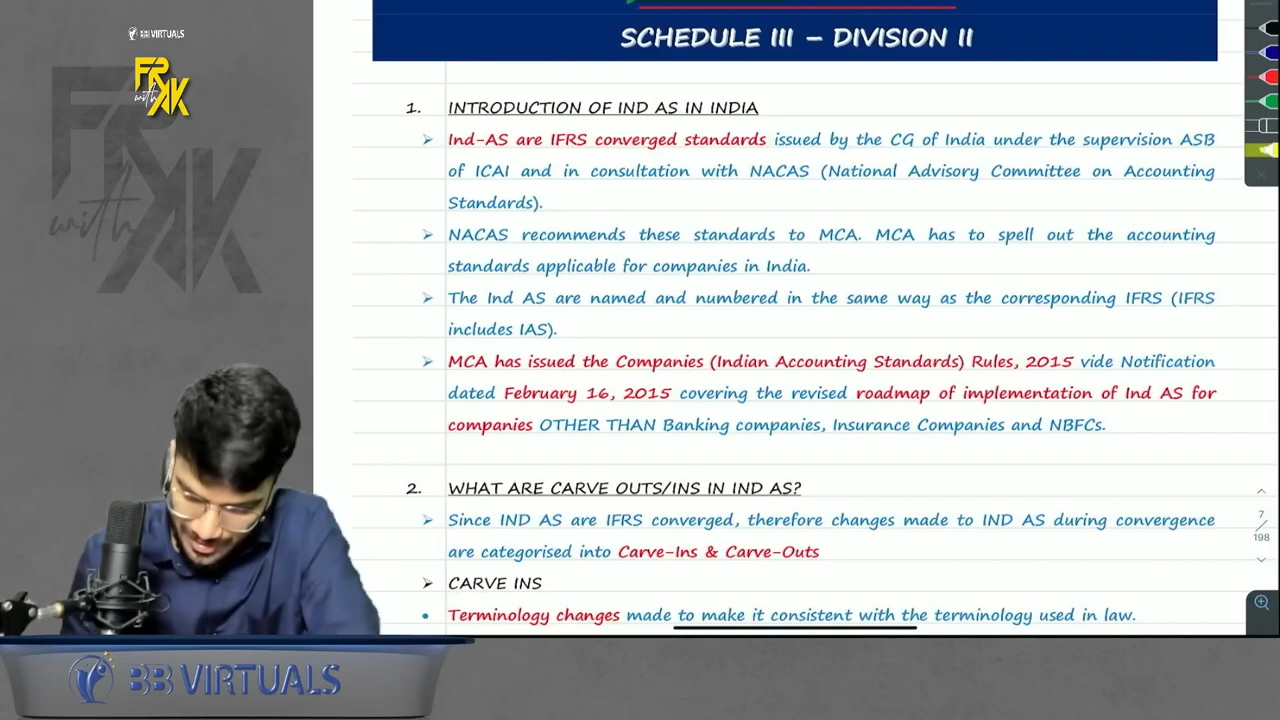 BB VIRTUALS
FR
with
AK
FR
with
AK
SCHEDULE III – DIVISION II
1. INTRODUCTION OF IND AS IN INDIA
➢ Ind-AS are IFRS converged standards issued by the CG of India under the supervision ASB
of ICAI and in consultation with NACAS (National Advisory Committee on Accounting
Standards).
➢ NACAS recommends these standards to MCA. MCA has to spell out the accounting
standards applicable for companies in India.
➢ The Ind AS are named and numbered in the same way as the corresponding IFRS (IFRS
includes IAS).
➢ MCA has issued the Companies (Indian Accounting Standards) Rules, 2015 vide Notification
dated February 16, 2015 covering the revised roadmap of implementation of Ind AS for
companies OTHER THAN Banking companies, Insurance Companies and NBFCs.
2. WHAT ARE CARVE OUTS/INS IN IND AS?
➢ Since IND AS are IFRS converged, therefore changes made to IND AS during convergence
are categorised into Carve-Ins & Carve-Outs
➢ CARVE INS
• Terminology changes made to make it consistent with the terminology used in law.
7
198
BB VIRTUALS